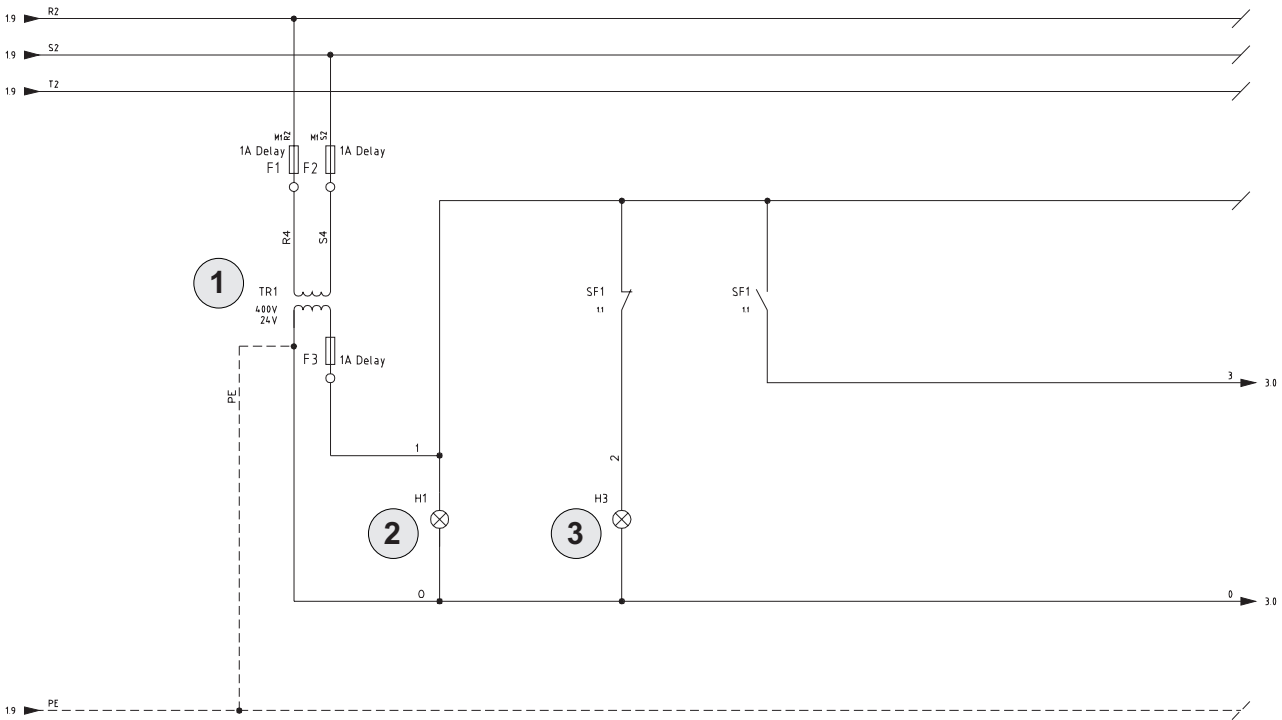 1.9 R2
1.9 S2
1.9 T2
M1 R2 M1 S2
1A Delay 1A Delay
F1 F2
R4 S4
1
TR1
400V
24V
SF1
1.1
SF1
1.1
F3 1A Delay
3 3.0
PE
1
2
H1
H3
2
3
0
0 3.0
1.9 PE